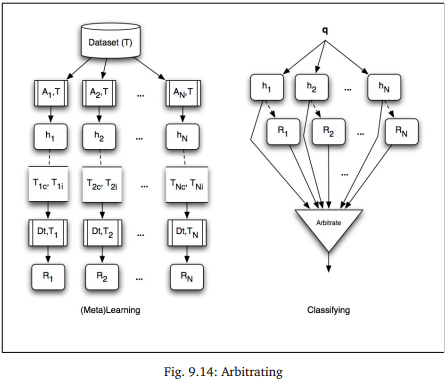 Dataset (T)
A1,T A2,T ... AN,T
h1 h2 ... hN
T1c, T1i T2c, T2i ... TNc, TNi
Dt,T1 Dt,T2 ... Dt,TN
R1 R2 ... RN
(Meta)Learning
q
h1 h2 ... hN
R1 R2 ... RN
...
Arbitrate
Classifying
Fig. 9.14: Arbitrating